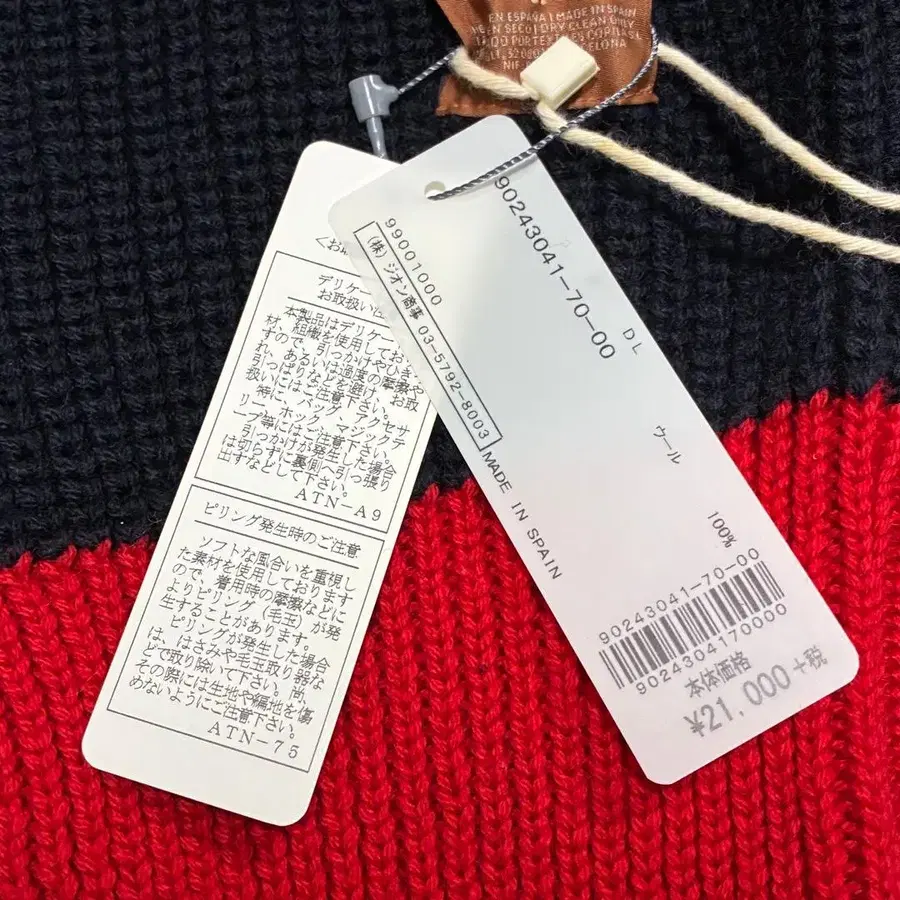 EN ESPAÑA | MADE IN SPAIN
EN SECO | DRY CLEAN ONLY
デリケー
お取扱い注
本製品はデリケー
材、組織を使用してお
すので、引っかけやひき
れ、あるいは過度の摩擦や
引っぱりなどを避け、お取
扱いにはご注意下さい。
特に、バッグ、アクセサ
リー、ホック、マジックテ
ープ等にはご注意下さい。
引っかけが発生した場合
は切らずに裏側へ引っ張り
出すなどして下さい。
ATN-A9
ピリング発生時のご注意
ソフトな風合いを重視し
た素材を使用しております
ので、着用時の摩擦などに
よりピリング(毛玉)が発
生することがあります。
ピリングが発生した場合
は、はさみや毛玉取り器な
どで取り除いて下さい。尚、
その際には生地や編地を傷
めないようにご注意下さい。
ATN-75
99001000
(株)ジオン商事 03-5792-8003
MADE IN SPAIN
90243041-70-00
DL
ウール
100%
90243041-70-00
9024304170000
本体価格
¥21,000+税